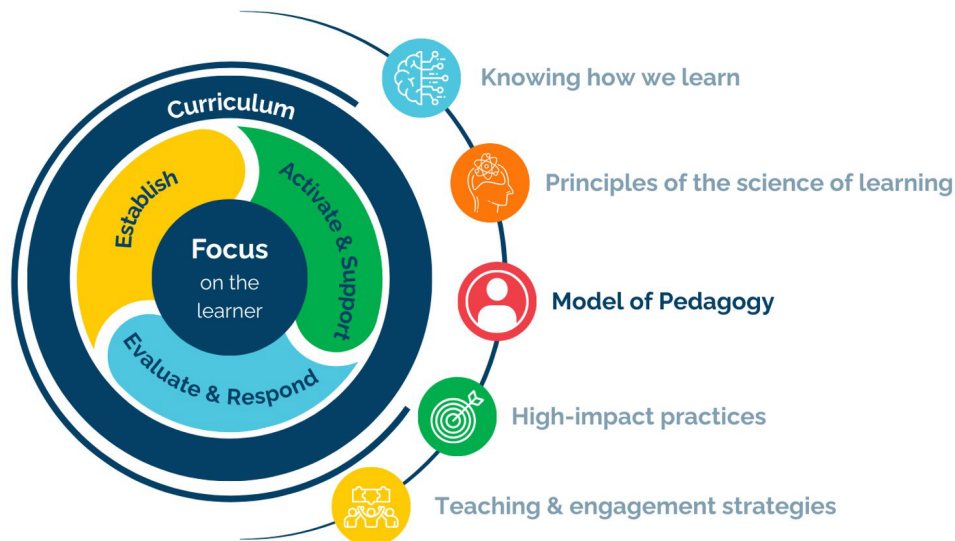 Curriculum
Establish
Activate & Support
Focus
on the
learner
Evaluate & Respond
Knowing how we learn
Principles of the science of learning
Model of Pedagogy
High-impact practices
Teaching & engagement strategies